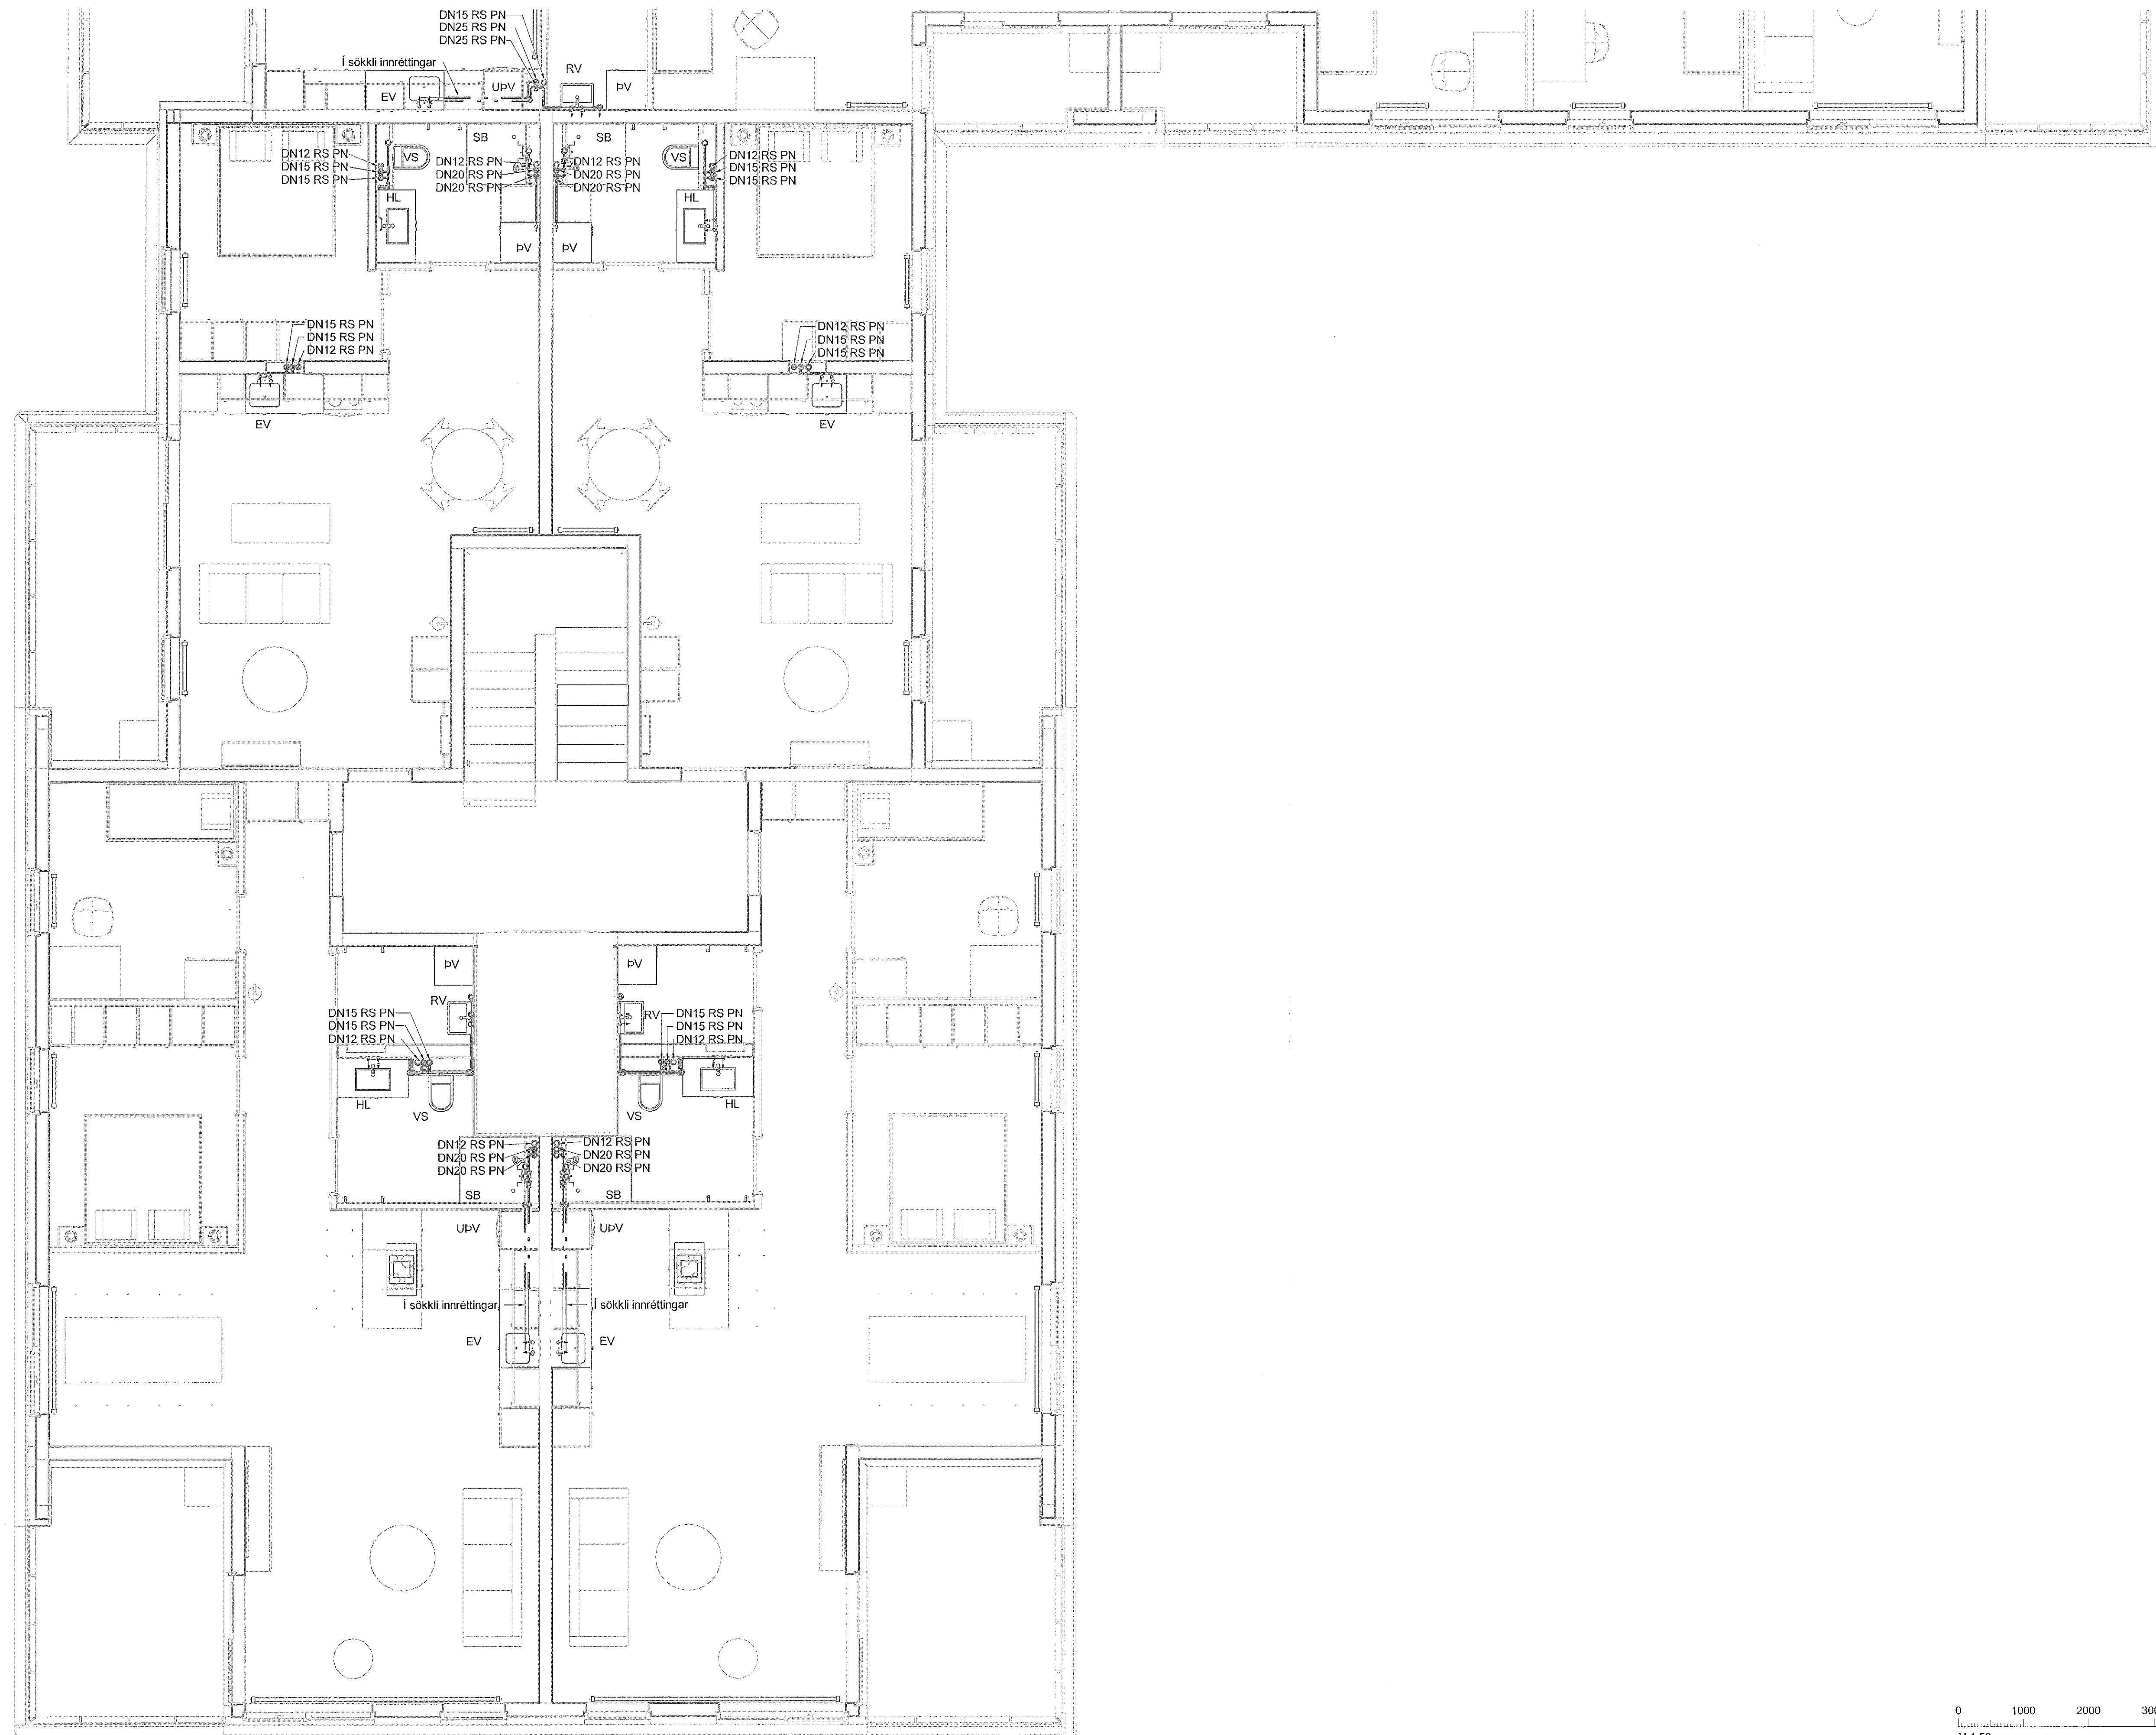 DN15 RS PN
DN25 RS PN
DN25 RS PN
Í sökkli innréttingar
RV
EV
UÞV
ÞV
SB
SB
VS
VS
DN12 RS PN
DN15 RS PN
DN15 RS PN
DN12 RS PN
DN20 RS PN
DN20 RS PN
DN12 RS PN
DN20 RS PN
DN20 RS PN
DN12 RS PN
DN15 RS PN
DN15 RS PN
HL
HL
ÞV
ÞV
DN15 RS PN
DN15 RS PN
DN12 RS PN
DN12 RS PN
DN15 RS PN
DN15 RS PN
EV
EV
ÞV
ÞV
RV
RV
DN15 RS PN
DN15 RS PN
DN12 RS PN
DN15 RS PN
DN15 RS PN
DN12 RS PN
HL
VS
VS
HL
DN12 RS PN
DN20 RS PN
DN20 RS PN
DN12 RS PN
DN20 RS PN
DN20 RS PN
SB
SB
UÞV
UÞV
Í sökkli innréttingar
Í sökkli innréttingar
EV
EV
0 1000 2000